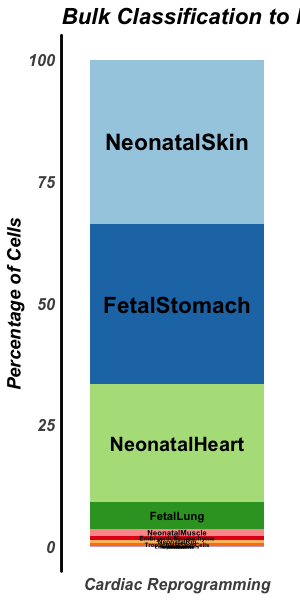 Bulk Classification to
100
NeonatalSkin
75
FetalStomach
50
Percentage of Cells
25
NeonatalHeart
FetalLung
NeonatalMuscle
0
Cardiac Reprogramming